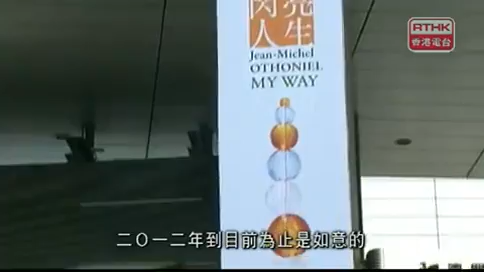 RTHK
香港電台
閃亮
人生
Jean-Michel
OTHONIEL
MY WAY
二〇一二年到目前為止是如意的